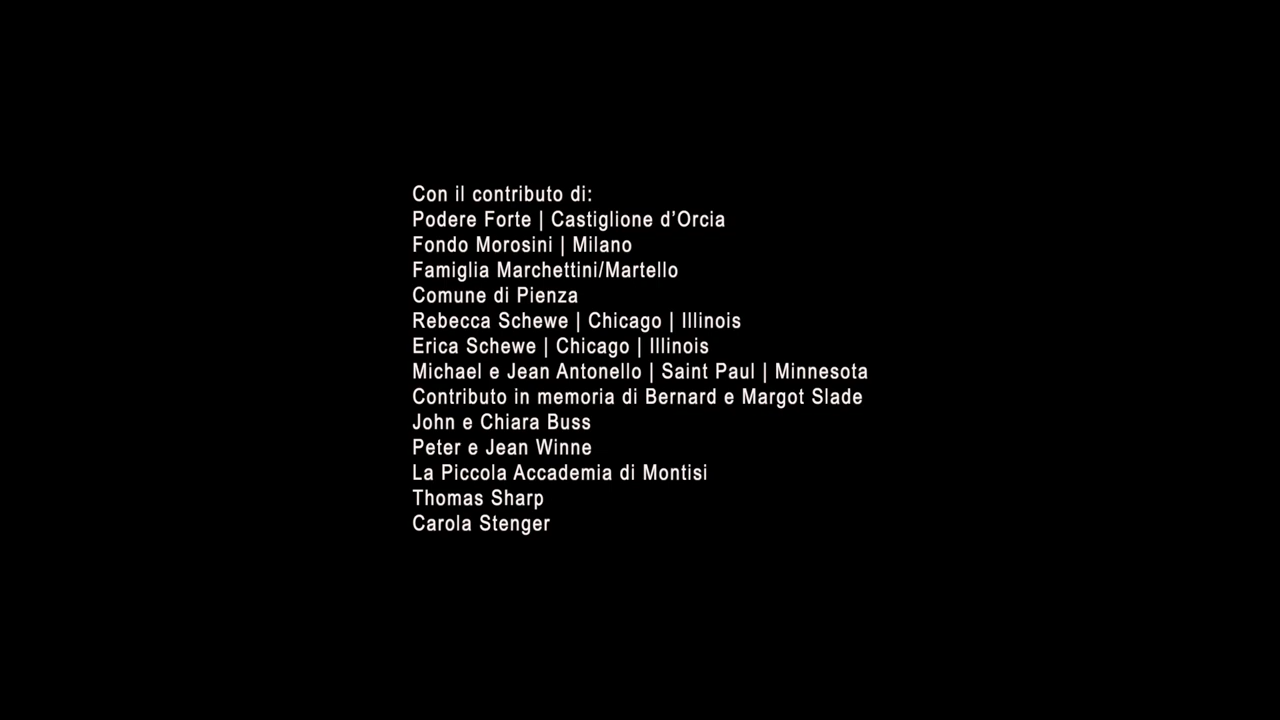 Con il contributo di:
Podere Forte | Castiglione d’Orcia
Fondo Morosini | Milano
Famiglia Marchettini/Martello
Comune di Pienza
Rebecca Schewe | Chicago | Illinois
Erica Schewe | Chicago | Illinois
Michael e Jean Antonello | Saint Paul | Minnesota
Contributo in memoria di Bernard e Margot Slade
John e Chiara Buss
Peter e Jean Winne
La Piccola Accademia di Montisi
Thomas Sharp
Carola Stenger